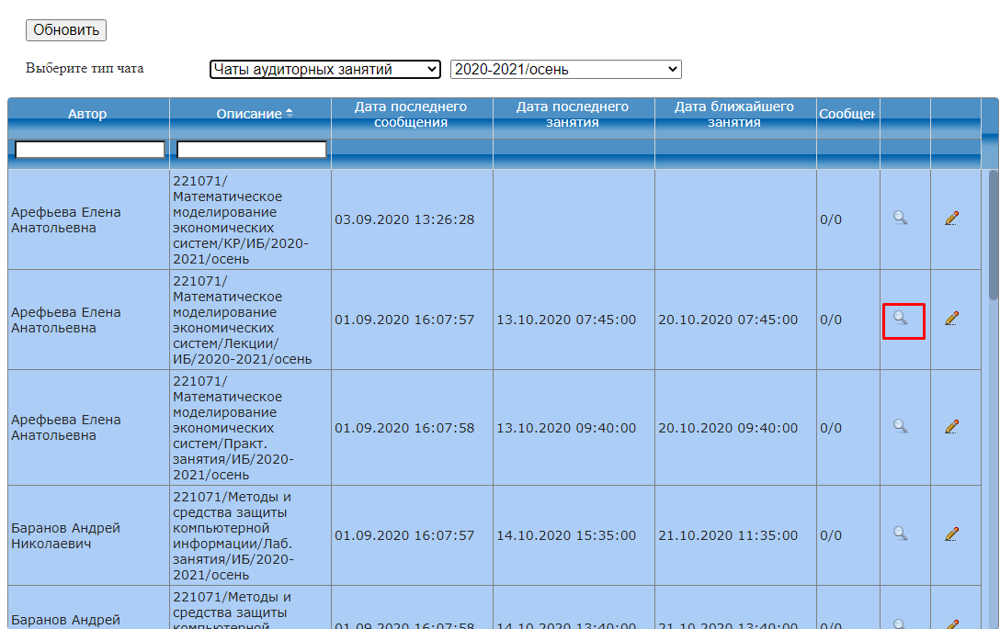 Обновить
Выберите тип чата
Чаты аудиторных занятий
2020-2021/осень
Автор
Описание
Дата последнего
сообщения
Дата последнего
занятия
Дата ближайшего
занятия
Сообщен
Арефьева Елена
Анатольевна
221071/
Математическое
моделирование
экономических
систем/КР/ИБ/2020-
2021/осень
03.09.2020 13:26:28
0/0
Арефьева Елена
Анатольевна
221071/
Математическое
моделирование
экономических
систем/Лекции/
ИБ/2020-2021/осень
01.09.2020 16:07:57
13.10.2020 07:45:00
20.10.2020 07:45:00
0/0
Арефьева Елена
Анатольевна
221071/
Математическое
моделирование
экономических
систем/Практ.
занятия/ИБ/2020-
2021/осень
01.09.2020 16:07:58
13.10.2020 09:40:00
20.10.2020 09:40:00
0/0
Баранов Андрей
Николаевич
221071/Методы и
средства защиты
компьютерной
информации/Лаб.
занятия/ИБ/2020-
2021/осень
01.09.2020 16:07:57
14.10.2020 15:35:00
21.10.2020 11:35:00
0/0
Баранов Андрей
221071/Методы и
средства защиты
компьютерной
01.09.2020 16:07:58
14.10.2020 13:40:00
21.10.2020 13:40:00
0/0